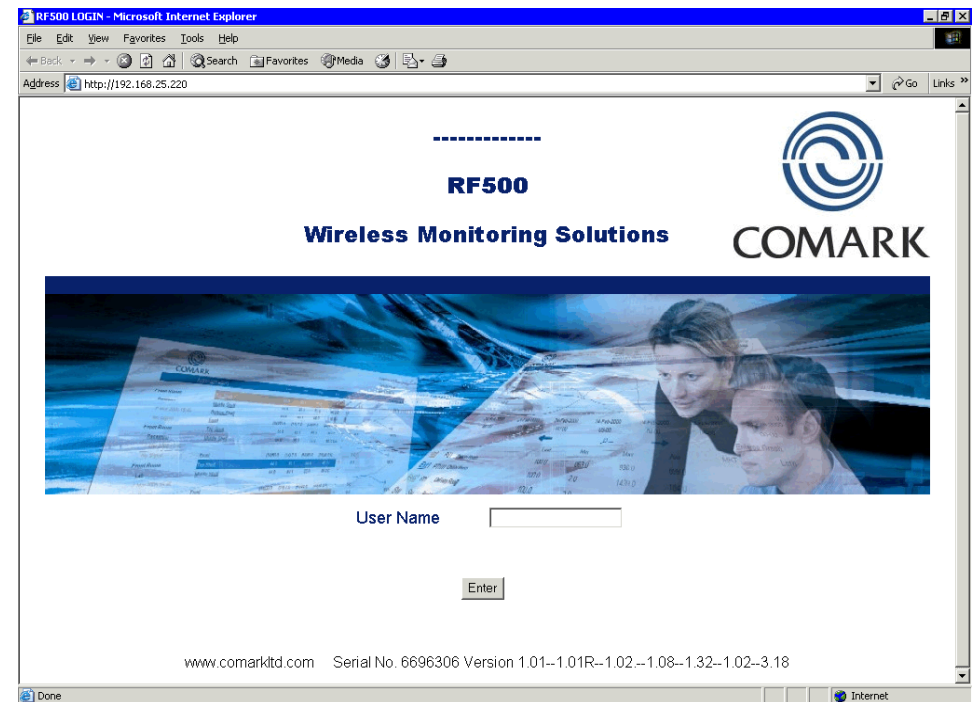 RF500 LOGIN - Microsoft Internet Explorer
File Edit View Favorites Tools Help
Back Search Favorites Media
Address http://192.168.25.220 Go Links »
-------------
RF500
Wireless Monitoring Solutions
COMARK
COMARK
User Name
Enter
www.comarkltd.com Serial No. 6696306 Version 1.01--1.01R--1.02.--1.08--1.32--1.02--3.18
Done Internet